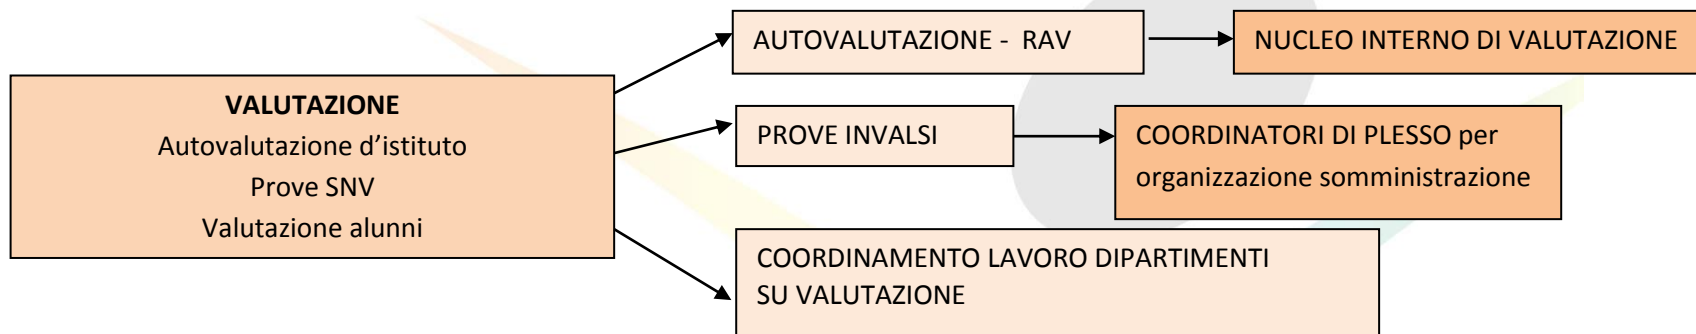 VALUTAZIONE
Autovalutazione d’istituto
Prove SNV
Valutazione alunni
AUTOVALUTAZIONE - RAV
NUCLEO INTERNO DI VALUTAZIONE
PROVE INVALSI
COORDINATORI DI PLESSO per
organizzazione somministrazione
COORDINAMENTO LAVORO DIPARTIMENTI
SU VALUTAZIONE